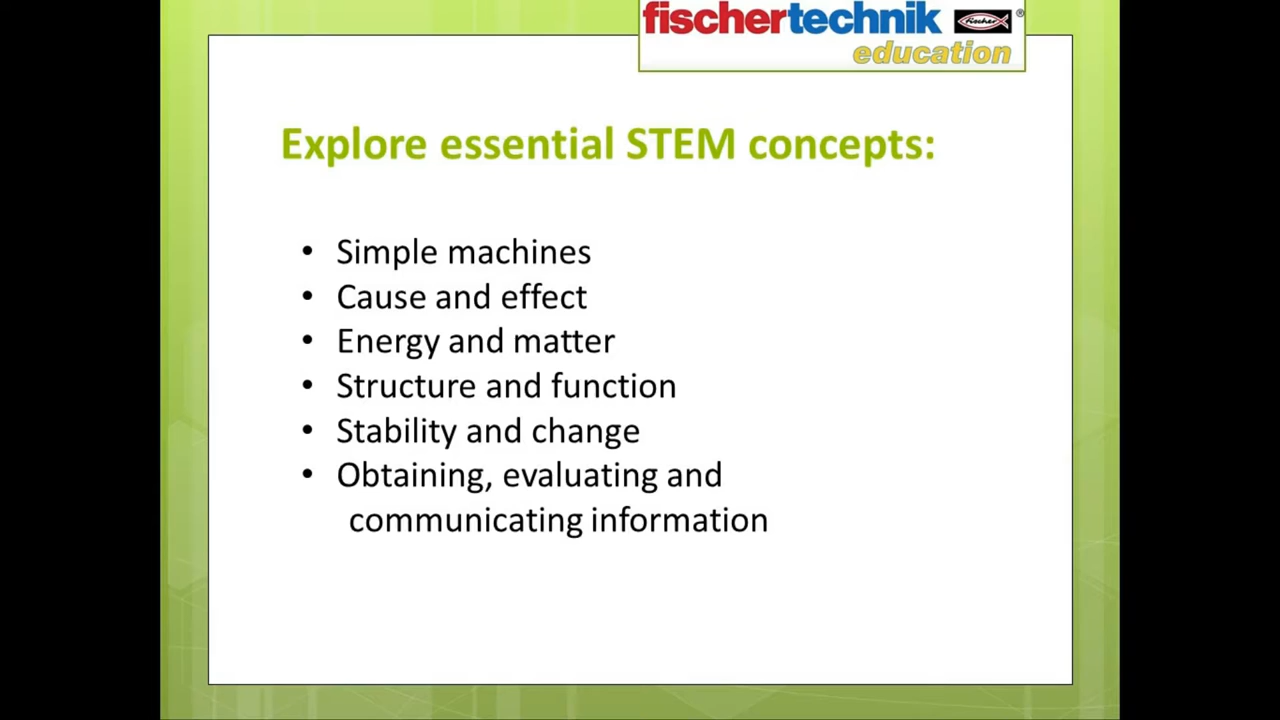 fischertechnik fischer ®
education
Explore essential STEM concepts:
• Simple machines
• Cause and effect
• Energy and matter
• Structure and function
• Stability and change
• Obtaining, evaluating and
communicating information